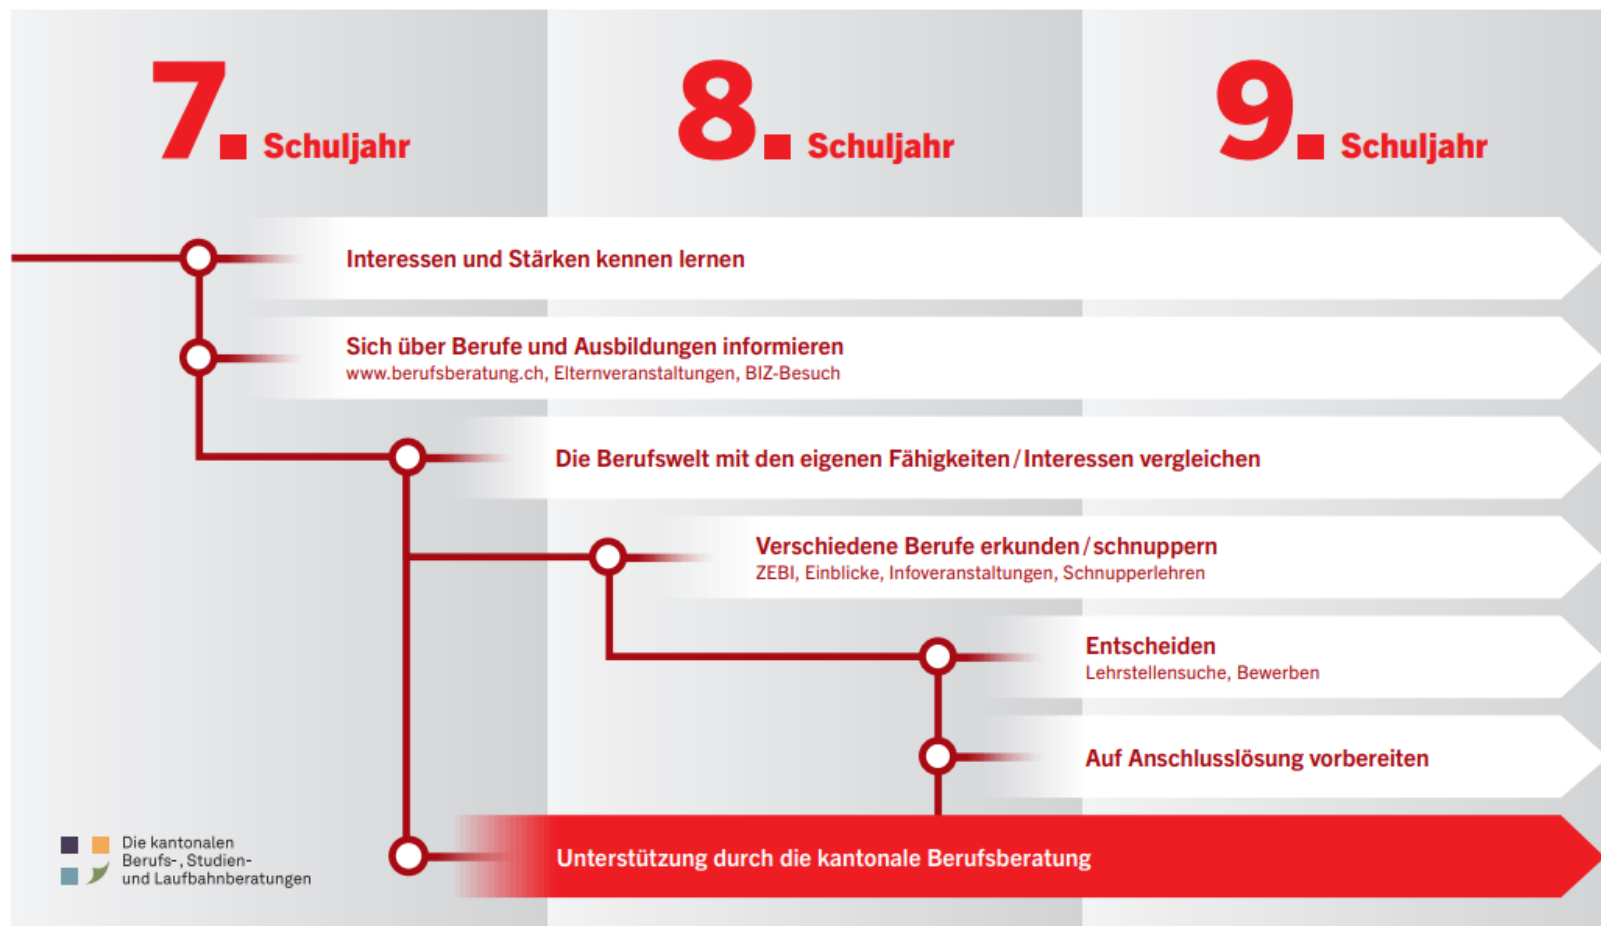 7. Schuljahr
8. Schuljahr
9. Schuljahr
Interessen und Stärken kennen lernen
Sich über Berufe und Ausbildungen informieren
www.berufsberatung.ch, Elternveranstaltungen, BIZ-Besuch
Die Berufswelt mit den eigenen Fähigkeiten/Interessen vergleichen
Verschiedene Berufe erkunden/schnuppern
ZEBI, Einblicke, Infoveranstaltungen, Schnupperlehren
Entscheiden
Lehrstellensuche, Bewerben
Auf Anschlusslösung vorbereiten
Unterstützung durch die kantonale Berufsberatung
Die kantonalen
Berufs-, Studien-
und Laufbahnberatungen